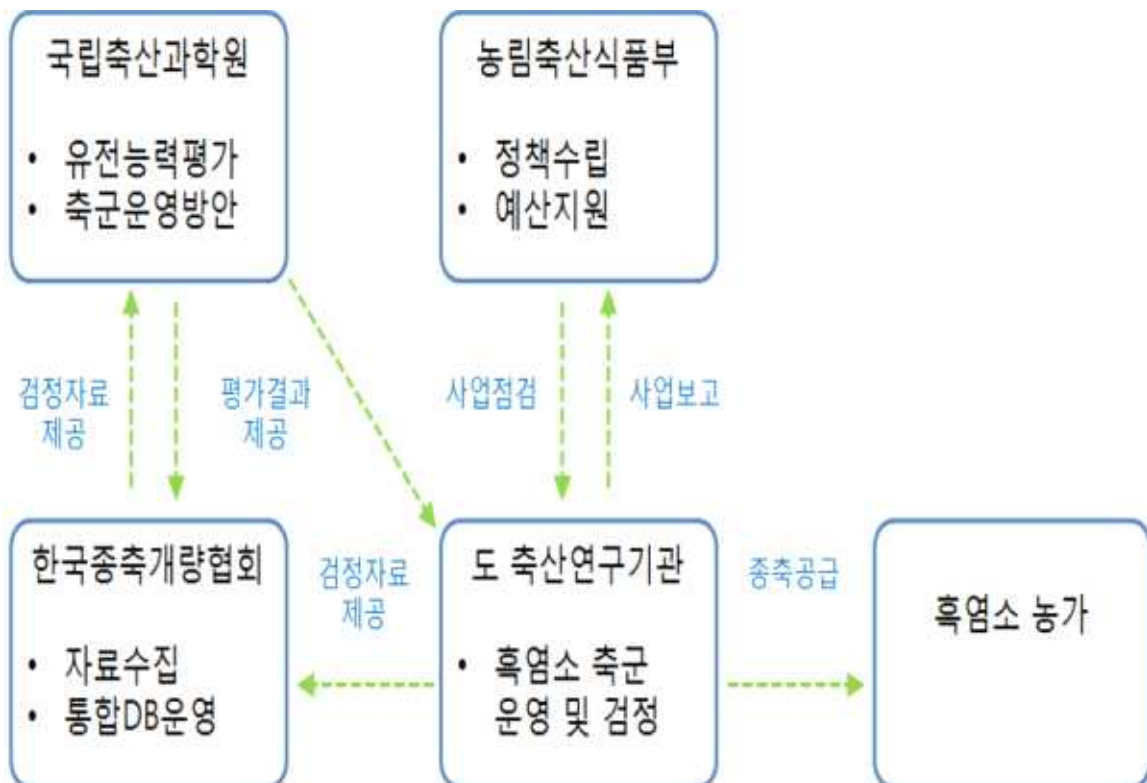 국립축산과학원
• 유전능력평가
• 축군운영방안
농림축산식품부
• 정책수립
• 예산지원
검정자료
제공
평가결과
제공
사업점검
사업보고
한국종축개량협회
• 자료수집
• 통합DB운영
검정자료
제공
도 축산연구기관
• 흑염소 축군
운영 및 검정
종축공급
흑염소 농가